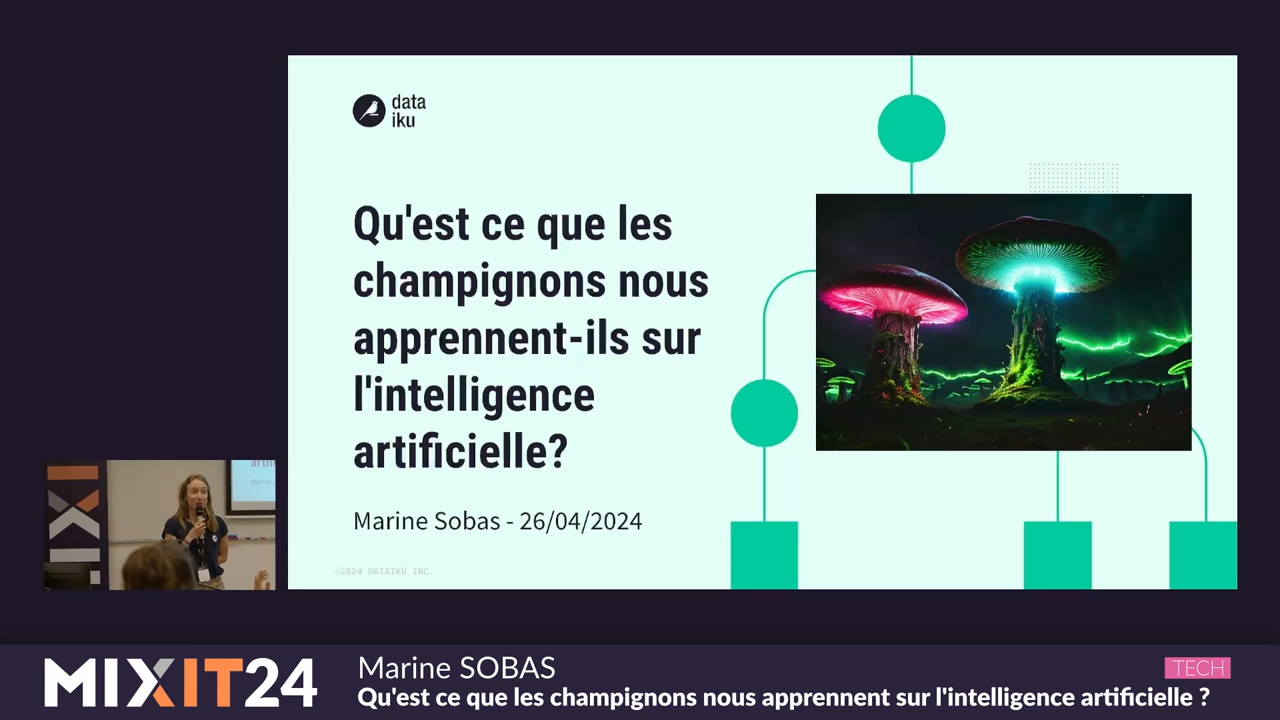 data
iku
Qu'est ce que les
champignons nous
apprennent-ils sur
l'intelligence
artificielle?
Marine Sobas - 26/04/2024
©2024 DATAIKU INC.
MIXIT24
Marine SOBAS
TECH
Qu'est ce que les champignons nous apprennent sur l'intelligence artificielle ?